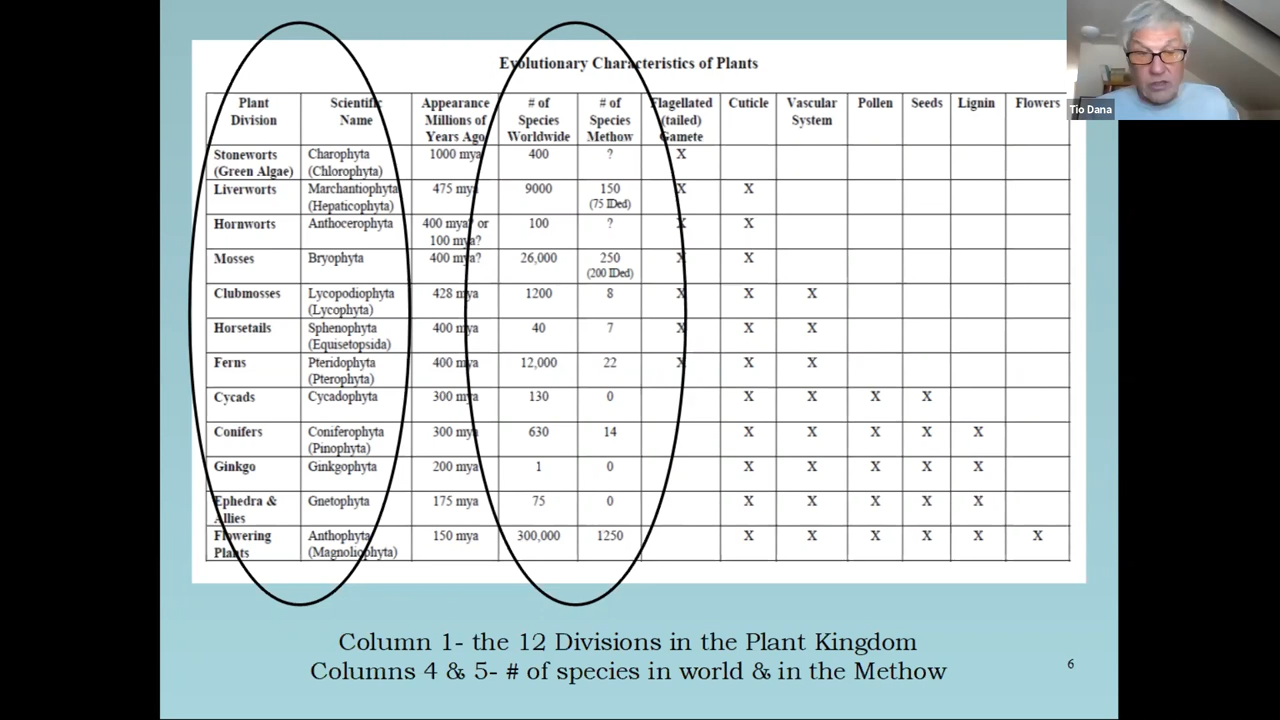 Tio Dana
Evolutionary Characteristics of Plants
Plant Division Scientific Name Appearance Millions of Years Ago # of Species Worldwide # of Species Methow Flagellated (tailed) Gamete Cuticle Vascular System Pollen Seeds Lignin Flowers
Stoneworts (Green Algae) Charophyta (Chlorophyta) 1000 mya 400 ? X
Liverworts Marchantiophyta (Hepaticophyta) 475 mya 9000 150 (75 IDed) X X
Hornworts Anthocerophyta 400 mya? or 100 mya? 100 ? X X
Mosses Bryophyta 400 mya? 26,000 250 (200 IDed) X X
Clubmosses Lycopodiophyta (Lycophyta) 428 mya 1200 8 X X X
Horsetails Sphenophyta (Equisetopsida) 400 mya 40 7 X X X
Ferns Pteridophyta (Pterophyta) 400 mya 12,000 22 X X X
Cycads Cycadophyta 300 mya 130 0 X X X X
Conifers Coniferophyta (Pinophyta) 300 mya 630 14 X X X X X
Ginkgo Ginkgophyta 200 mya 1 0 X X X X X
Ephedra & Allies Gnetophyta 175 mya 75 0 X X X X X
Flowering Plants Anthophyta (Magnoliophyta) 150 mya 300,000 1250 X X X X X X
Column 1- the 12 Divisions in the Plant Kingdom
Columns 4 & 5- # of species in world & in the Methow
6